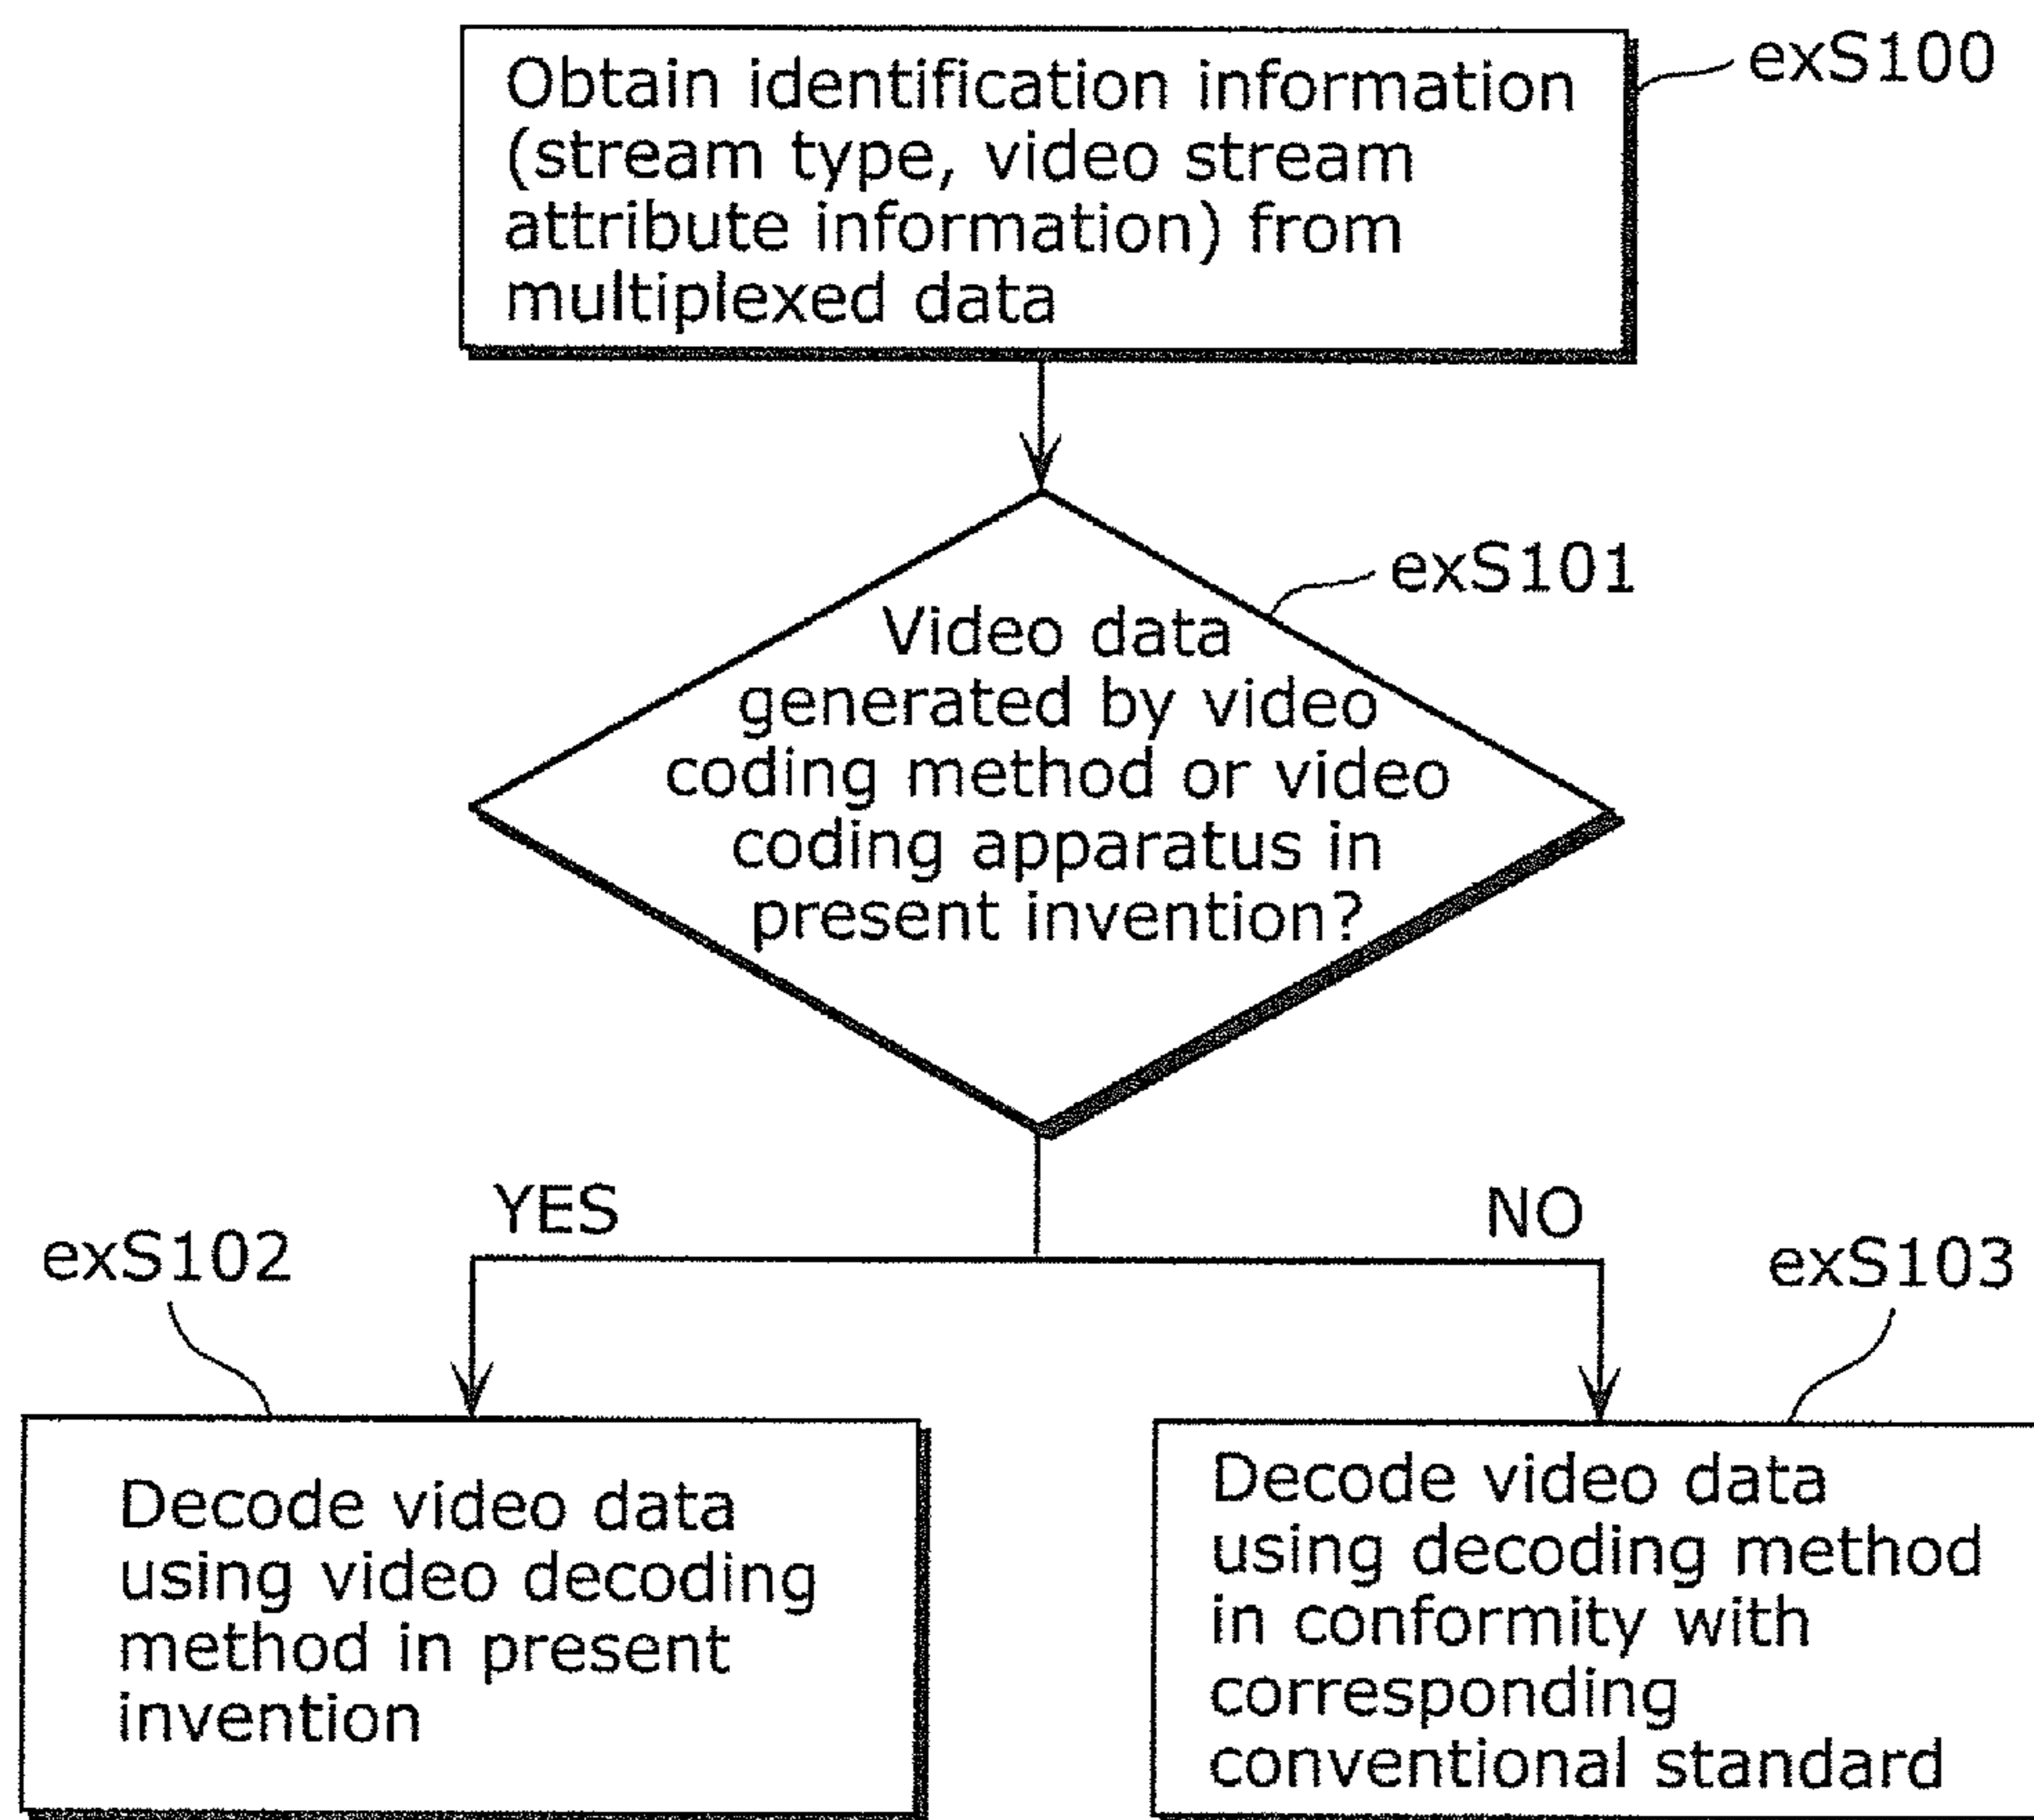 Obtain identification information
(stream type, video stream
attribute information) from
multiplexed data
exS100
exS101
Video data
generated by video
coding method or video
coding apparatus in
present invention?
YES
NO
exS102
exS103
Decode video data
using video decoding
method in present
invention
Decode video data
using decoding method
in conformity with
corresponding
conventional standard